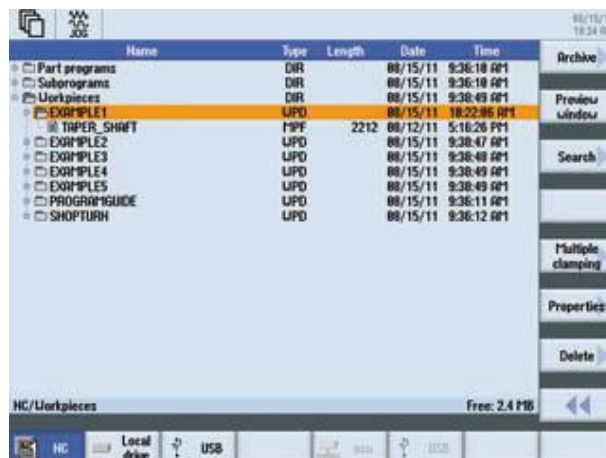 JOG
08/15/11
Name Type Length Date Time
Archive
Part programs DIR 08/15/11 9:36:10 AM
Subprograms DIR 08/15/11 9:36:10 AM
Workpieces DIR 08/15/11 9:38:49 AM
Preview window
EXAMPLE1 WPD 08/15/11 10:22:06 AM
TAPER_SHAFT MPF 2212 08/12/11 5:16:26 PM
EXAMPLE2 WPD 08/15/11 9:38:47 AM
EXAMPLE3 WPD 08/15/11 9:38:48 AM
Search
EXAMPLE4 WPD 08/15/11 9:38:49 AM
EXAMPLE5 WPD 08/15/11 9:38:49 AM
PROGRAMGUIDE WPD 08/15/11 9:36:11 AM
SHOPTURN WPD 08/15/11 9:36:12 AM
Multiple clamping
Properties
Delete
NC/Workpieces Free: 2.4 MB
NC Local drive USB USB